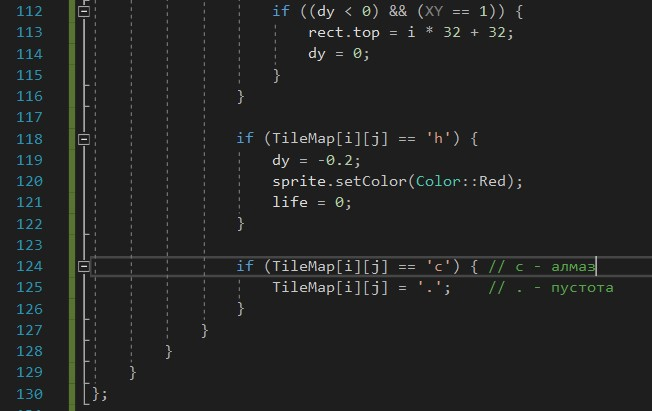 112 if ((dy < 0) && (XY == 1)) {
113 rect.top = i * 32 + 32;
114 dy = 0;
115 }
116 }
117
118 if (TileMap[i][j] == 'h') {
119 dy = -0.2;
120 sprite.setColor(Color::Red);
121 life = 0;
122 }
123
124 if (TileMap[i][j] == 'c') { // c - алмаз
125 TileMap[i][j] = '.'; // . - пустота
126 }
127 }
128 }
129 }
130 };